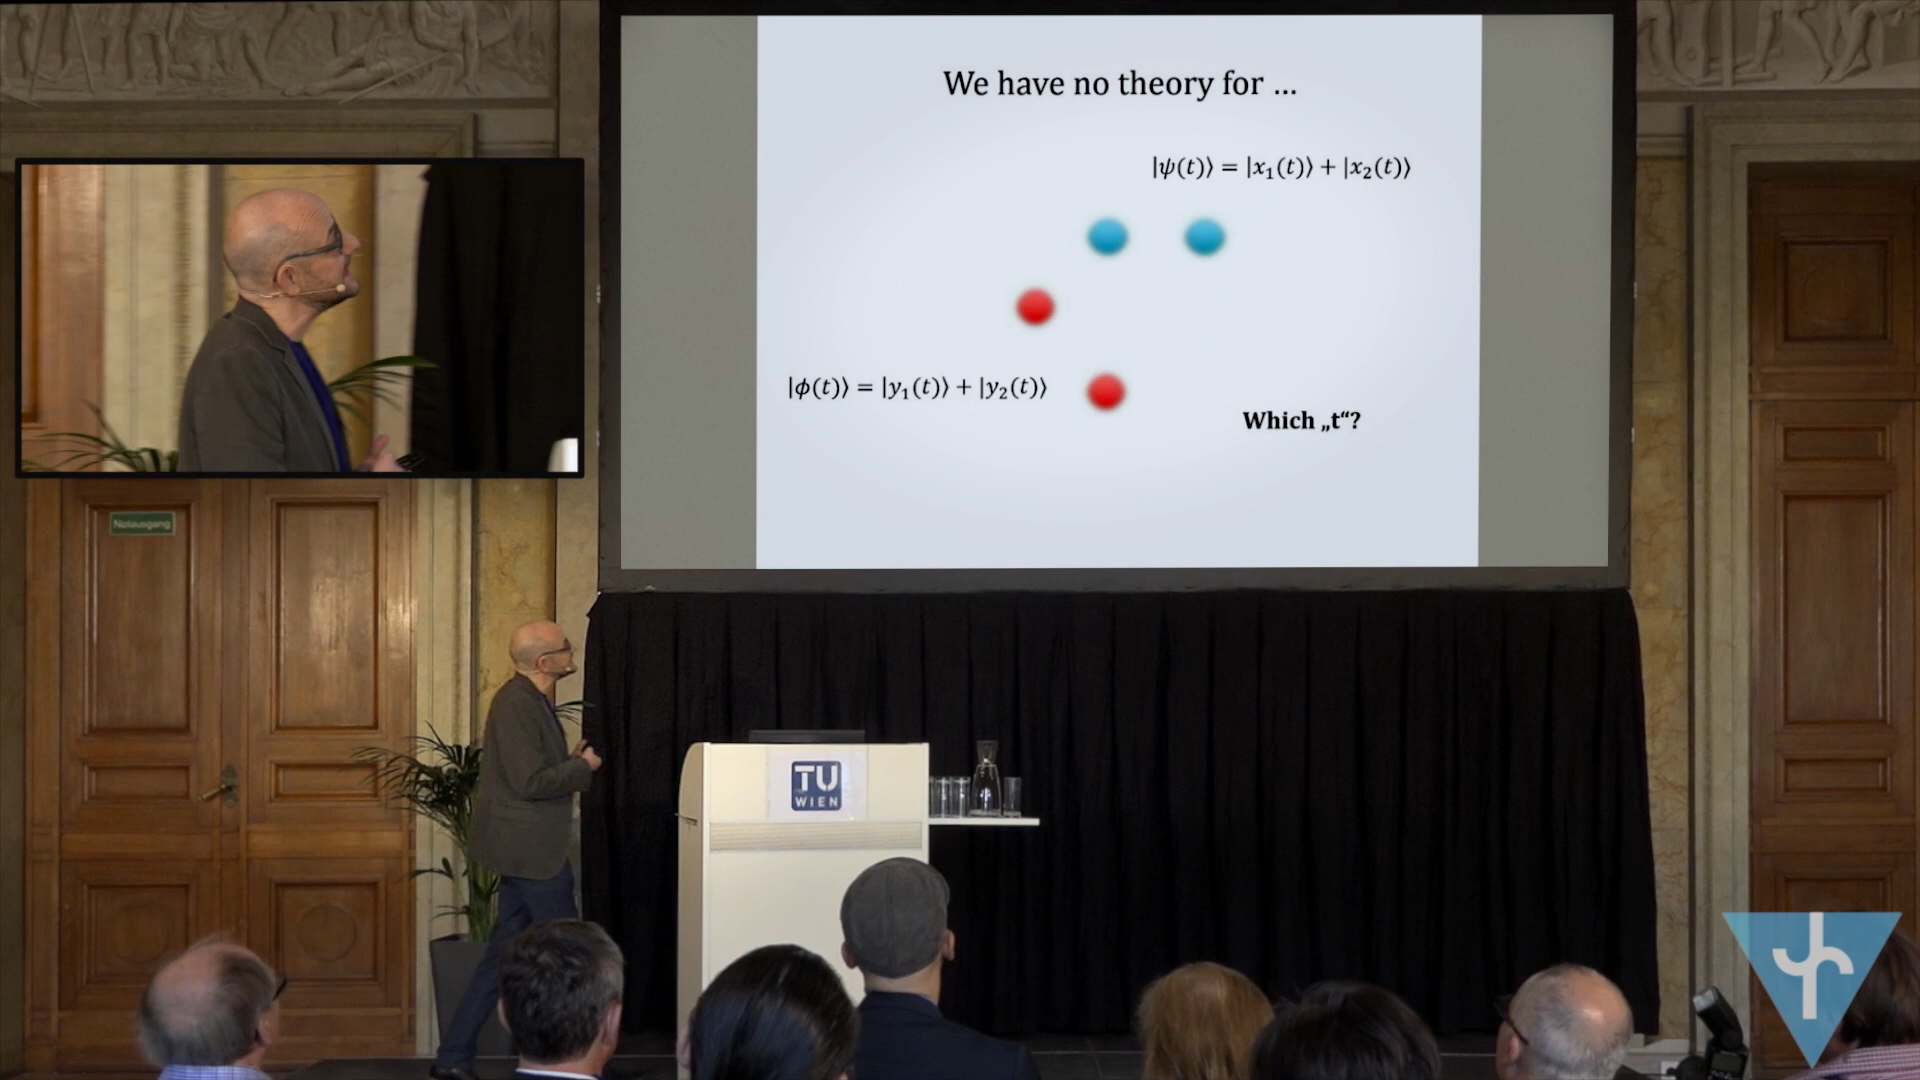 We have no theory for ...
|ψ(t)⟩ = |x₁(t)⟩ + |x₂(t)⟩
|ϕ(t)⟩ = |y₁(t)⟩ + |y₂(t)⟩
Which „t“?
Notausgang
TU
WIEN